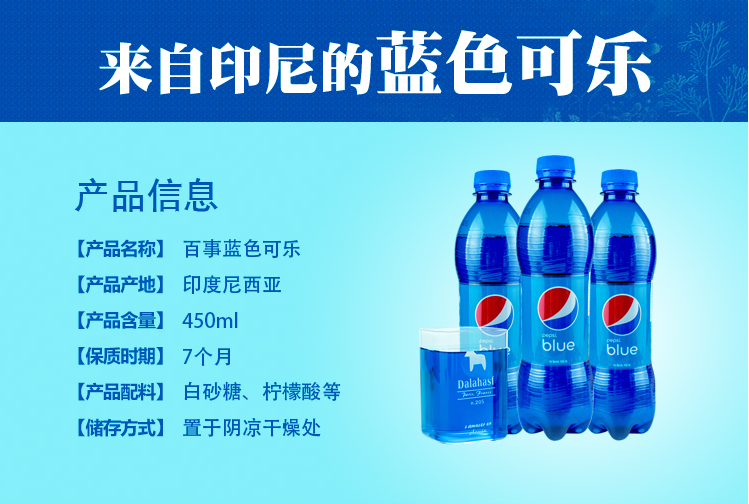 来自印尼的蓝色可乐
产品信息
【产品名称】 百事蓝色可乐
【产品产地】 印度尼西亚
【产品含量】 450ml
【保质时期】 7个月
【产品配料】 白砂糖、柠檬酸等
【储存方式】 置于阴凉干燥处
pepsi
blue
pepsi
blue
pepsi
blue
Dalahast
n.205